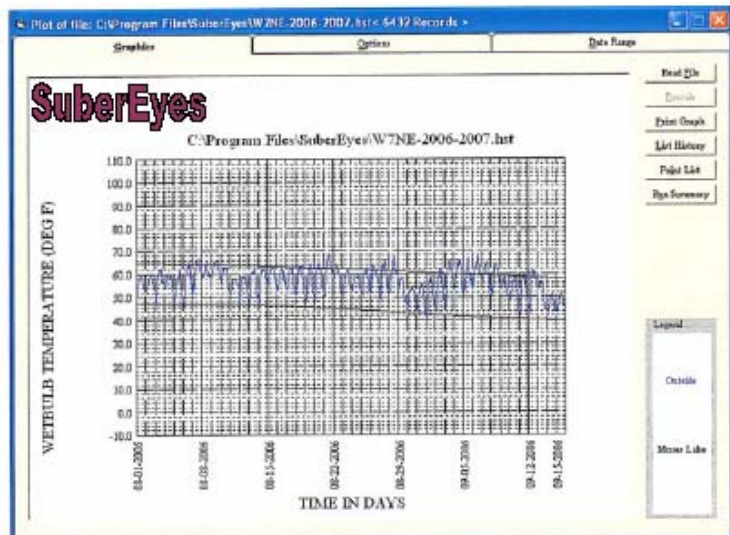 Plot of file: C:\Program Files\SuberEyes\W7NE-2006-2007.hst < 6432 Records >
Graphics
Options
Date Range
SuberEyes
C:\Program Files\SuberEyes\W7NE-2006-2007.hst
WETBULB TEMPERATURE (DEG F)
110.0
100.0
90.0
80.0
70.0
60.0
50.0
40.0
30.0
20.0
10.0
0.0
-10.0
08-01-2006
08-08-2006
08-15-2006
08-22-2006
08-29-2006
09-05-2006
09-12-2006
09-15-2006
TIME IN DAYS
Read File
Print Graph
List History
Point List
Run Summary
Legend
Outside
Moses Lake